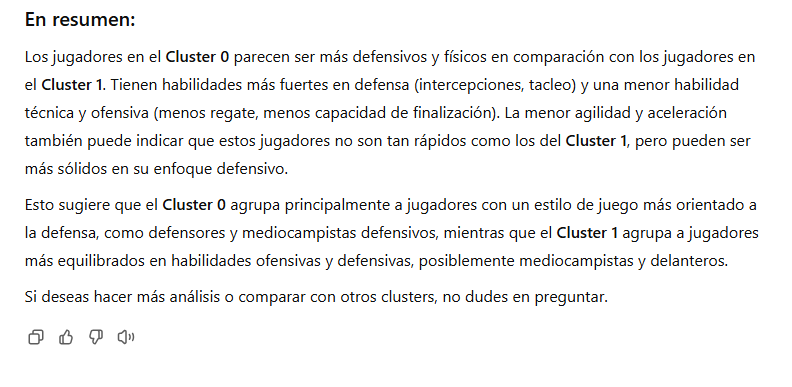 En resumen:
Los jugadores en el Cluster 0 parecen ser más defensivos y físicos en comparación con los jugadores en
el Cluster 1. Tienen habilidades más fuertes en defensa (intercepciones, tacleo) y una menor habilidad
técnica y ofensiva (menos regate, menos capacidad de finalización). La menor agilidad y aceleración
también puede indicar que estos jugadores no son tan rápidos como los del Cluster 1, pero pueden ser
más sólidos en su enfoque defensivo.
Esto sugiere que el Cluster 0 agrupa principalmente a jugadores con un estilo de juego más orientado a
la defensa, como defensores y mediocampistas defensivos, mientras que el Cluster 1 agrupa a jugadores
más equilibrados en habilidades ofensivas y defensivas, posiblemente mediocampistas y delanteros.
Si deseas hacer más análisis o comparar con otros clusters, no dudes en preguntar.